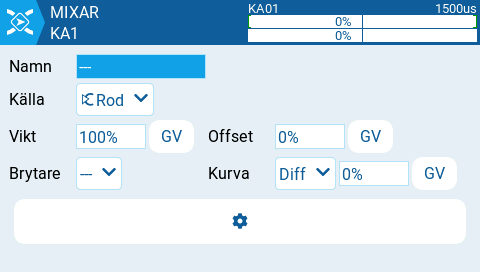 MIXAR
KA1
KA01 1500us
0%
0%
Namn ---
Källa Rod
Vikt 100% GV Offset 0% GV
Brytare --- Kurva Diff 0% GV